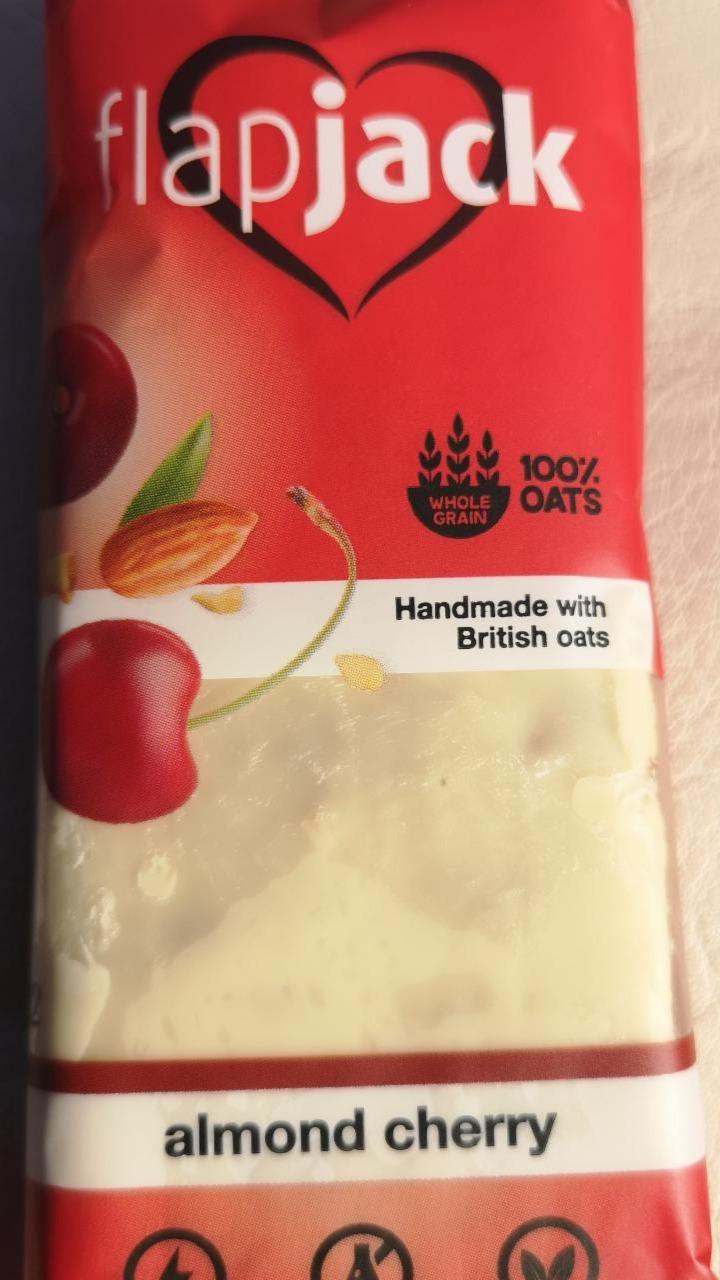 flapjack
WHOLE
GRAIN
100%
OATS
Handmade with
British oats
almond cherry